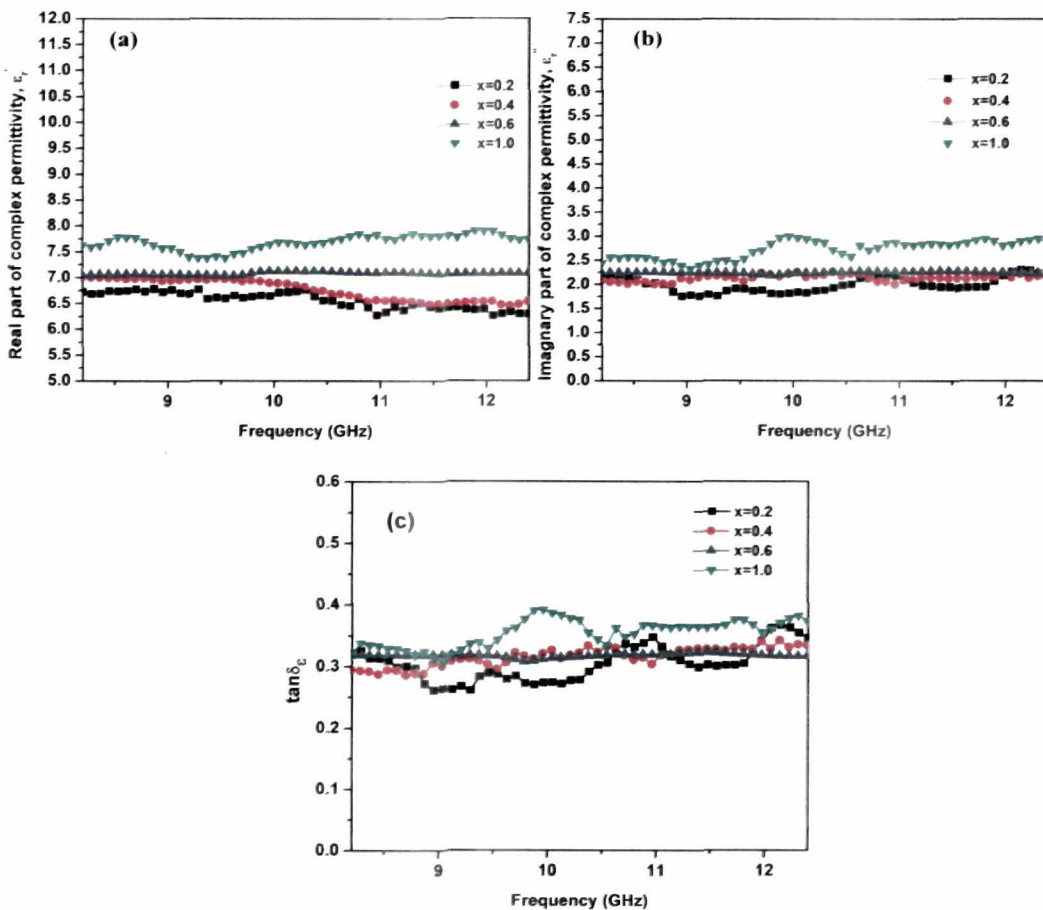 (a)
Real part of complex permittivity, εr'
12.0
11.5
11.0
10.5
10.0
9.5
9.0
8.5
8.0
7.5
7.0
6.5
6.0
5.5
5.0
x=0.2
x=0.4
x=0.6
x=1.0
9 10 11 12
Frequency (GHz)
(b)
Imagnary part of complex permittivity, εr"
7.5
7.0
6.5
6.0
5.5
5.0
4.5
4.0
3.5
3.0
2.5
2.0
1.5
1.0
0.5
0.0
x=0.2
x=0.4
x=0.6
x=1.0
9 10 11 12
Frequency (GHz)
(c)
tanδε
0.6
0.5
0.4
0.3
0.2
0.1
0.0
x=0.2
x=0.4
x=0.6
x=1.0
9 10 11 12
Frequency (GHz)